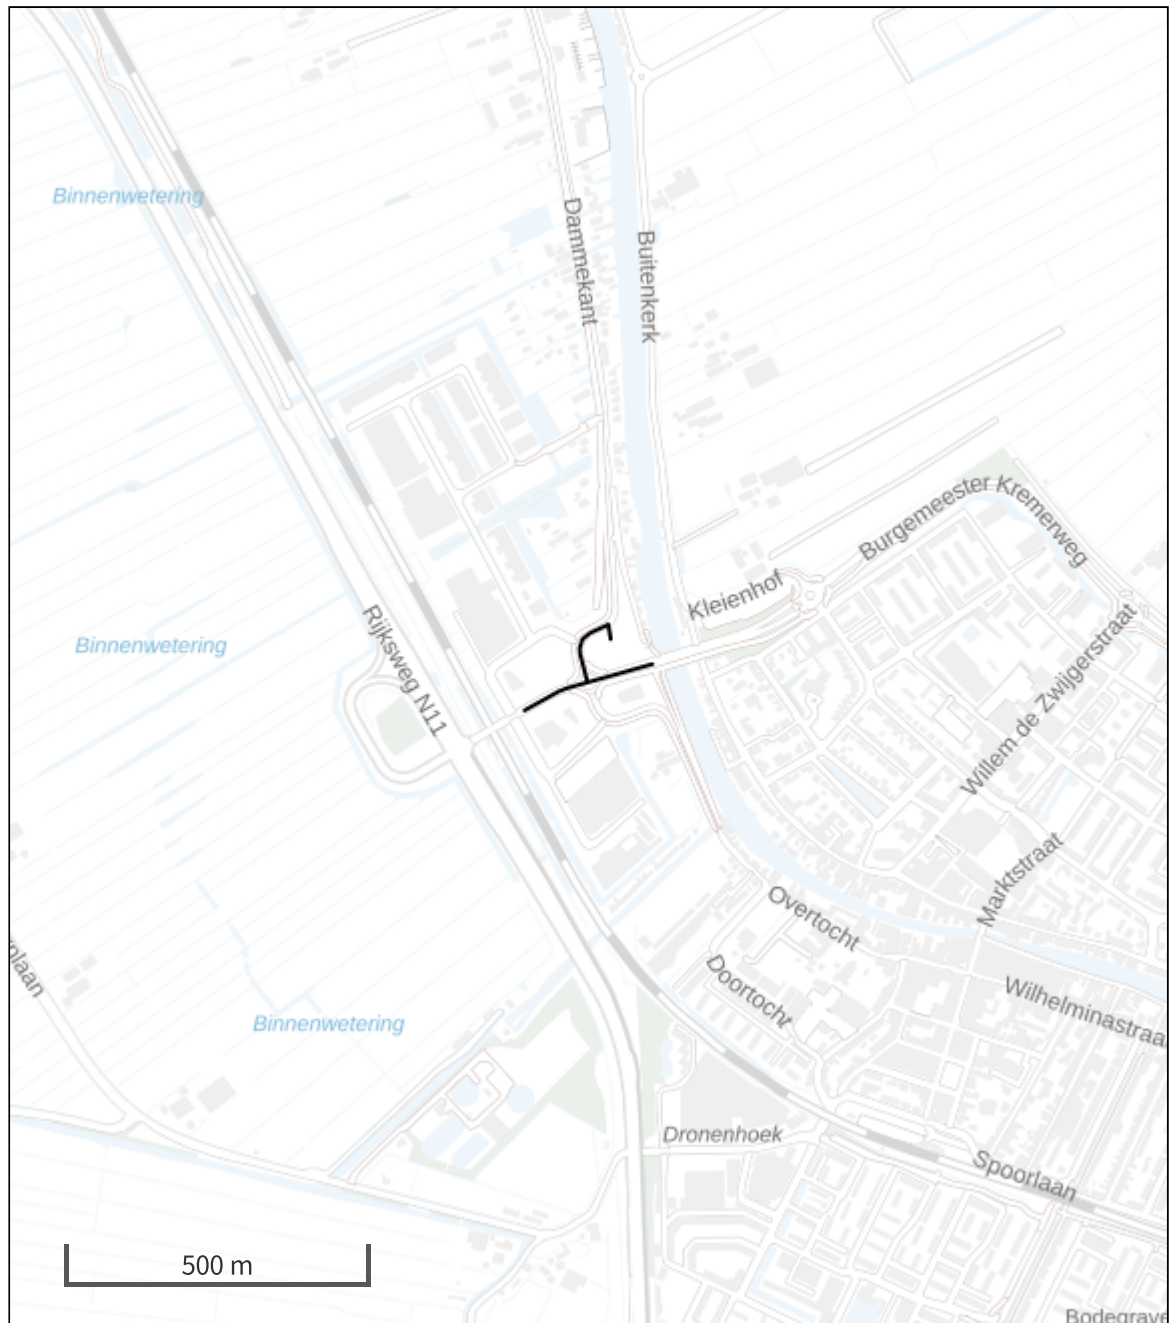 Binnenwetering
Dammekant
Buitenkerk
Burgemeester Kremerweg
Kleienhof
Rijksweg N11
Binnenwetering
Willem de Zwijgerstraat
Marktstraat
Overtocht
Doortocht
Wilhelminastraa
Binnenwetering
Dronenhoek
Spoorlaan
500 m
Bodegrave